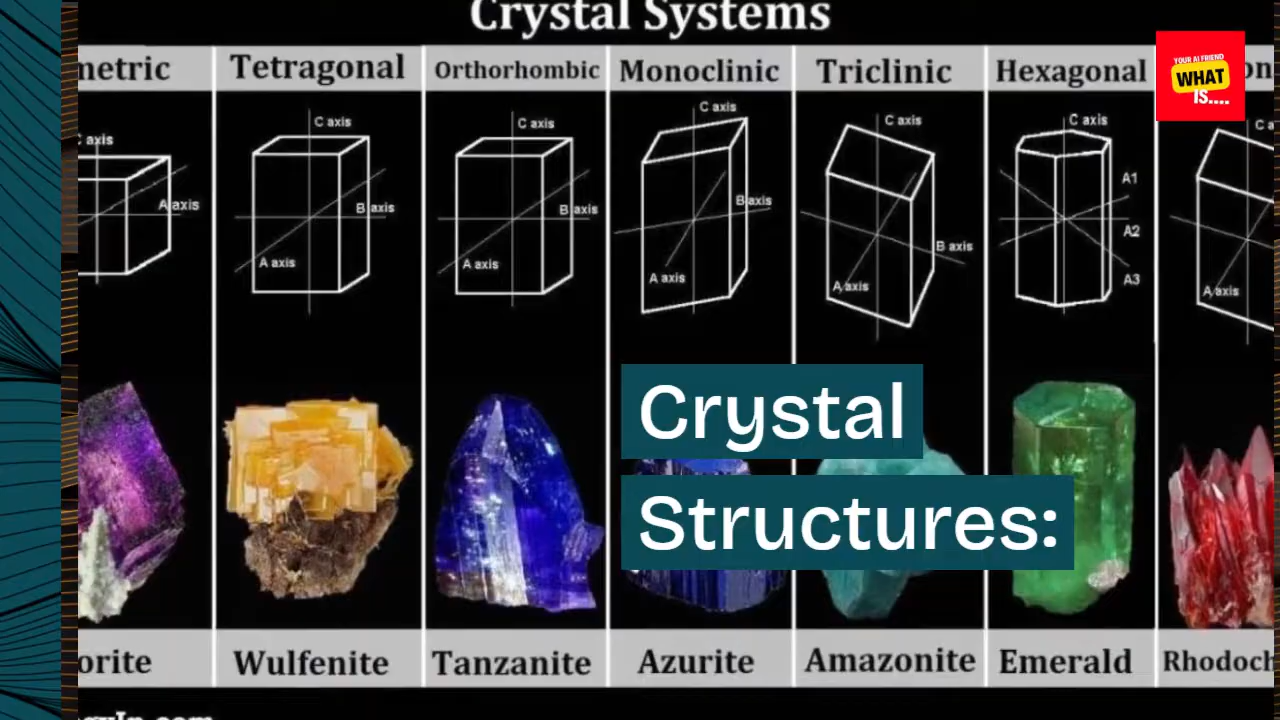 Crystal Systems
metric Tetragonal Orthorhombic Monoclinic Triclinic Hexagonal on
C axis C axis C axis C axis C axis C axis C a
A axis B axis B axis B axis B axis A1
A2
A3
A axis A axis A axis A axis A axis
YOUR AI FRIEND
WHAT
IS....
Crystal
Structures:
orite Wulfenite Tanzanite Azurite Amazonite Emerald Rhodoch